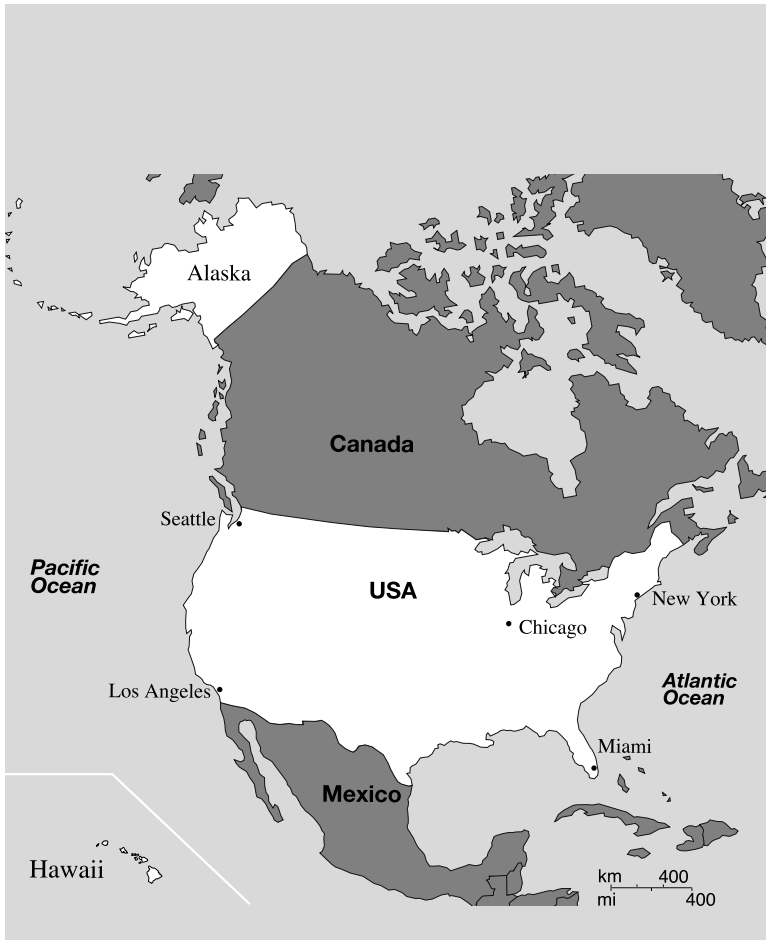 Alaska
Canada
Seattle
Pacific
Ocean
USA
New York
Chicago
Atlantic
Ocean
Los Angeles
Miami
Mexico
Hawaii
km 400
mi 400